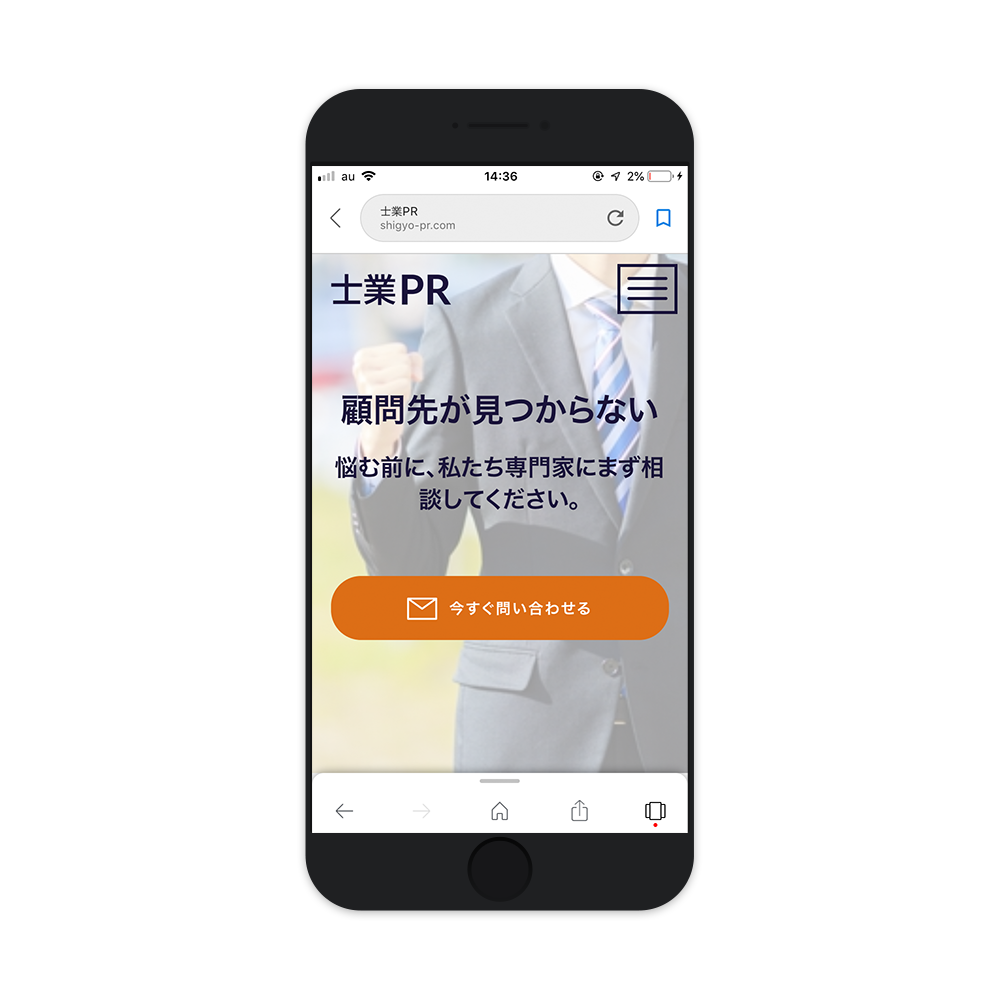 au 14:36 2%
士業PR
shigyo-pr.com
士業PR
顧問先が見つからない
悩む前に、私たち専門家にまず相
談してください。
今すぐ問い合わせる